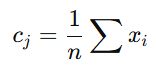 c_j = \frac{1}{n} \sum x_i